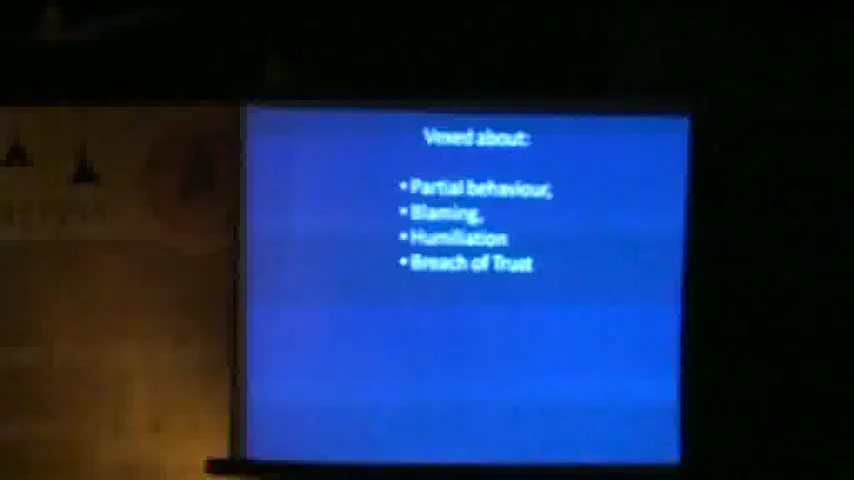 Vexed about:
• Partial behaviour,
• Blaming,
• Humiliation
• Breach of Trust